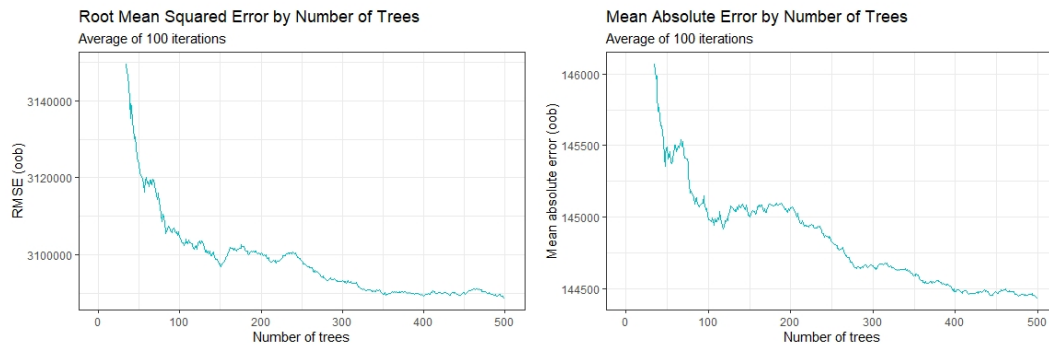 Root Mean Squared Error by Number of Trees
Average of 100 iterations
RMSE (oob)
3140000
3120000
3100000
0 100 200 300 400 500
Number of trees
Mean Absolute Error by Number of Trees
Average of 100 iterations
Mean absolute error (oob)
146000
145500
145000
144500
0 100 200 300 400 500
Number of trees